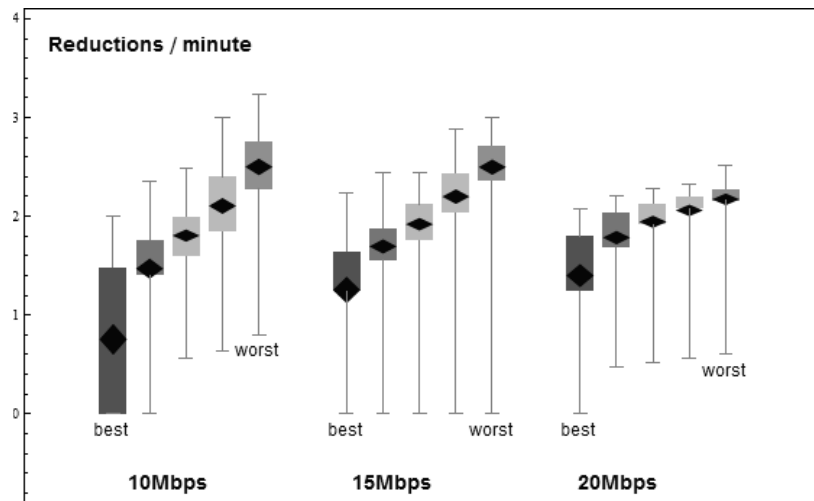 4
Reductions / minute
3
2
1
worst
worst
0
best
best
worst
best
10Mbps
15Mbps
20Mbps